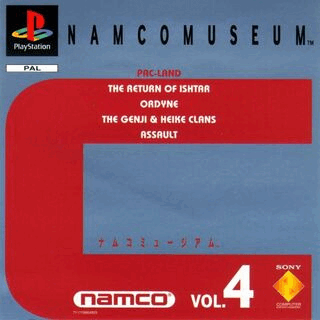 NAMCOMUSEUM™
PlayStation
PAL
PAC-LAND
THE RETURN OF ISHTAR
ORDYNE
THE GENJI & HEIKE CLANS
ASSAULT
ナムコミュージアム
namco
VOL.4
SONY
COMPUTER
ENTERTAINMENT